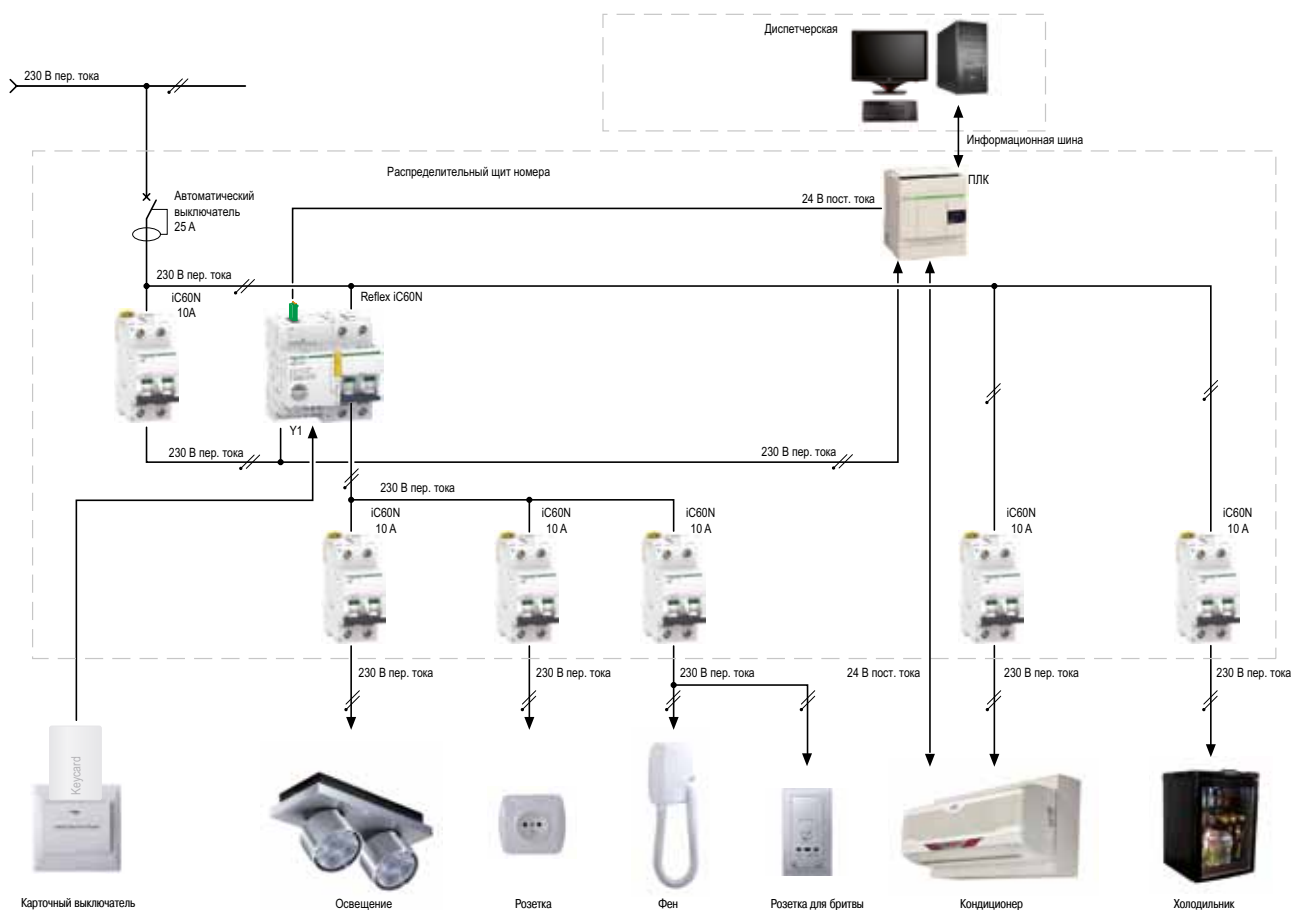 Диспетчерская
230 В пер. тока
Информационная шина
Распределительный щит номера
ПЛК
Автоматический
выключатель
25 А
24 В пост. тока
230 В пер. тока
iC60N
10А
Reflex iC60N
Y1
230 В пер. тока
230 В пер. тока
230 В пер. тока
iC60N
10 А
iC60N
10 А
iC60N
10 А
iC60N
10 А
iC60N
10 А
230 В пер. тока
230 В пер. тока
230 В пер. тока
24 В пост. тока
230 В пер. тока
230 В пер. тока
Keycard
Карточный выключатель
Освещение
Розетка
Фен
Розетка для бритвы
Кондиционер
Холодильник